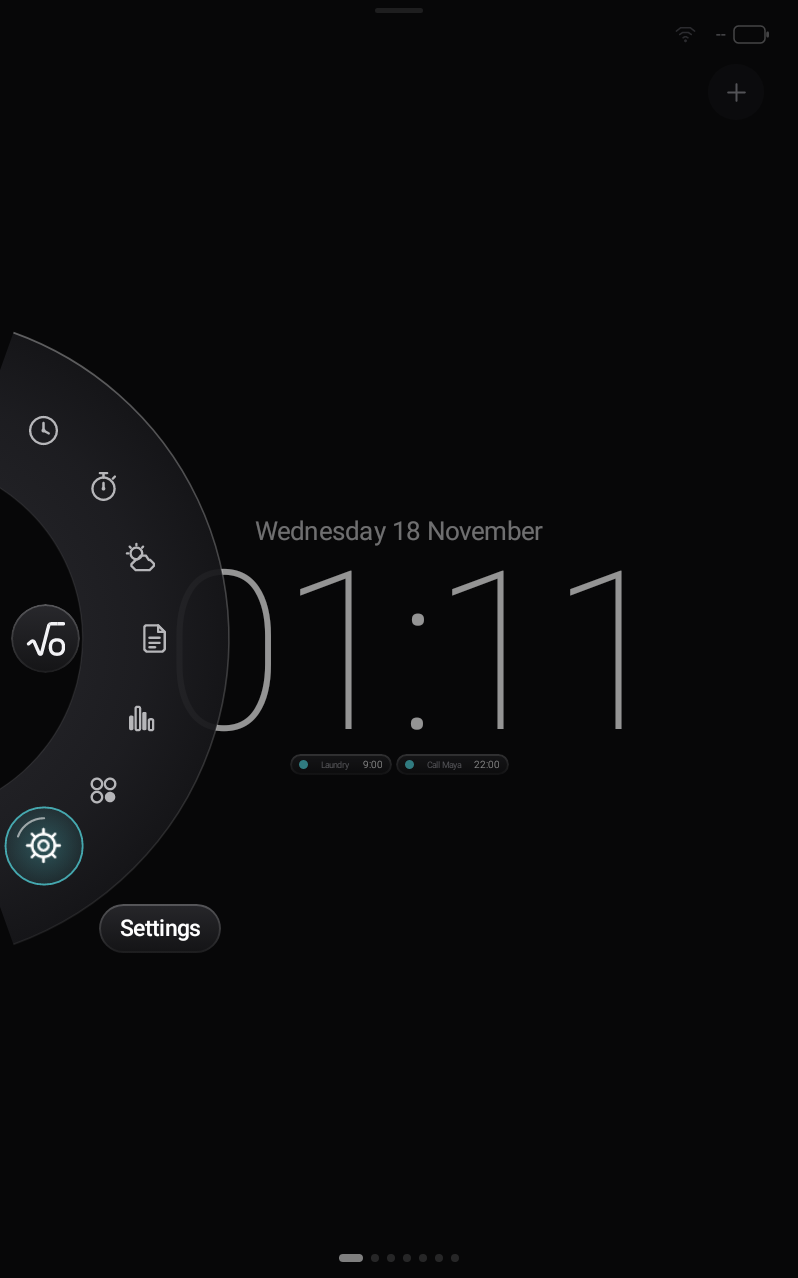 --
Wednesday 18 November
01:11
Laundry 9:00 Call Maya 22:00
√o
Settings